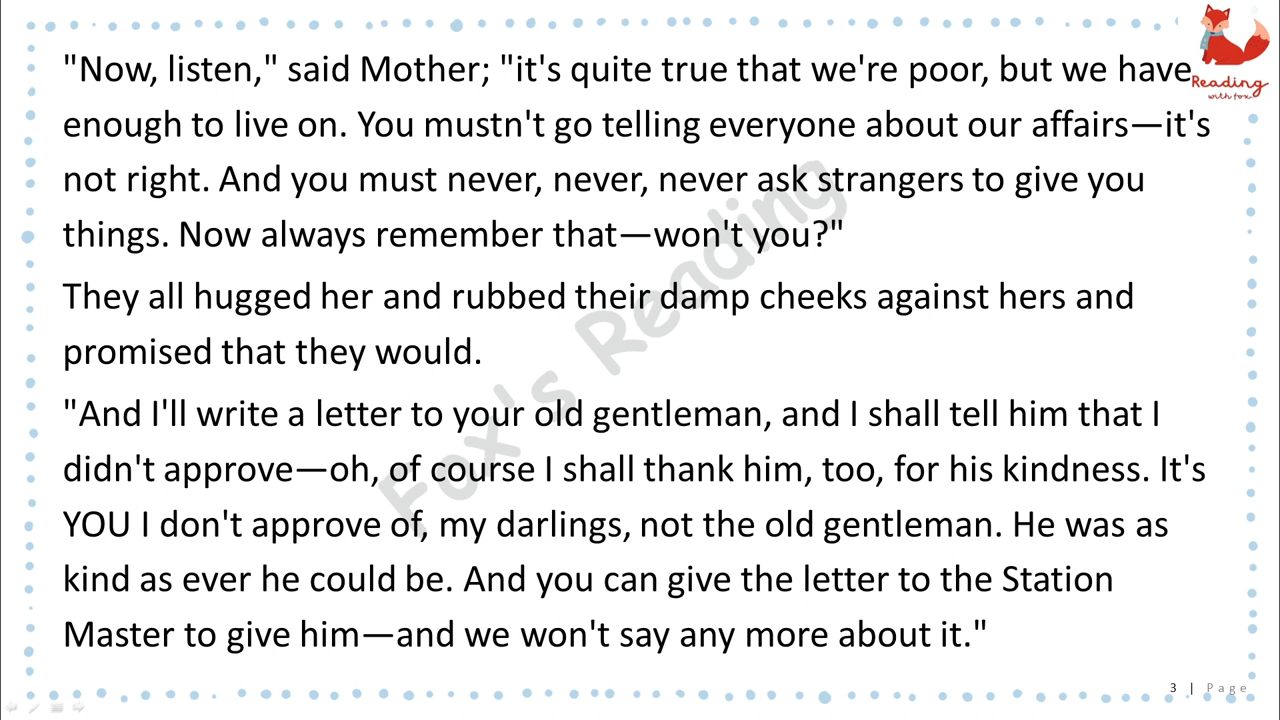 "Now, listen," said Mother; "it's quite true that we're poor, but we have
enough to live on. You mustn't go telling everyone about our affairs—it's
not right. And you must never, never, never ask strangers to give you
things. Now always remember that—won't you?"
They all hugged her and rubbed their damp cheeks against hers and
promised that they would.
"And I'll write a letter to your old gentleman, and I shall tell him that I
didn't approve—oh, of course I shall thank him, too, for his kindness. It's
YOU I don't approve of, my darlings, not the old gentleman. He was as
kind as ever he could be. And you can give the letter to the Station
Master to give him—and we won't say any more about it."
Reading
with fox
Fox's Reading
3 | Page